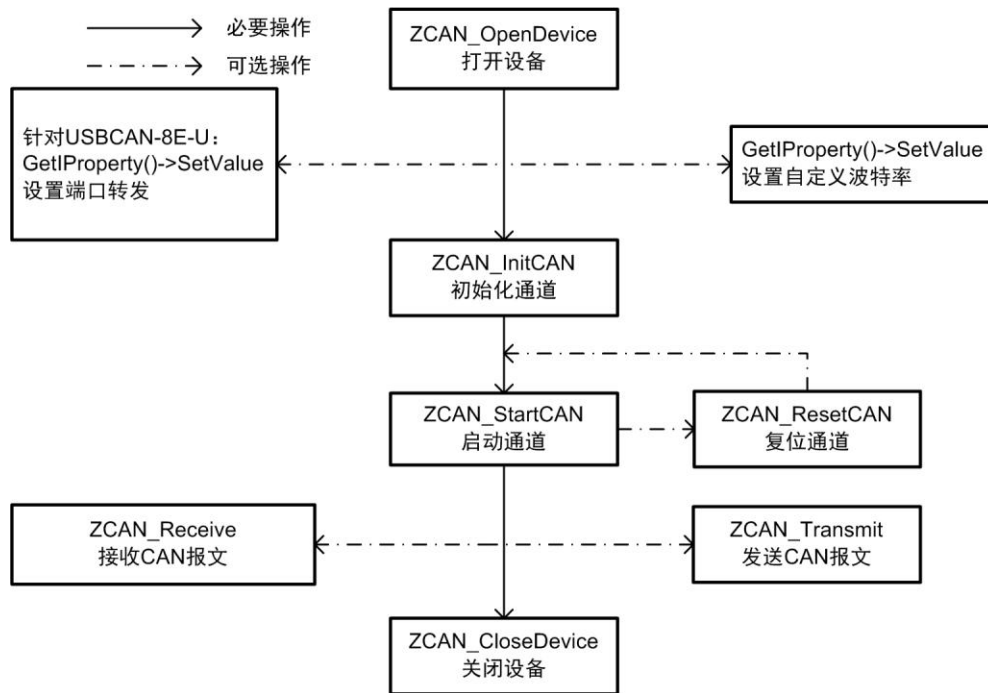 必要操作
可选操作
ZCAN_OpenDevice
打开设备
针对USBCAN-8E-U：
GetIProperty()->SetValue
设置端口转发
GetIProperty()->SetValue
设置自定义波特率
ZCAN_InitCAN
初始化通道
ZCAN_StartCAN
启动通道
ZCAN_ResetCAN
复位通道
ZCAN_Receive
接收CAN报文
ZCAN_Transmit
发送CAN报文
ZCAN_CloseDevice
关闭设备